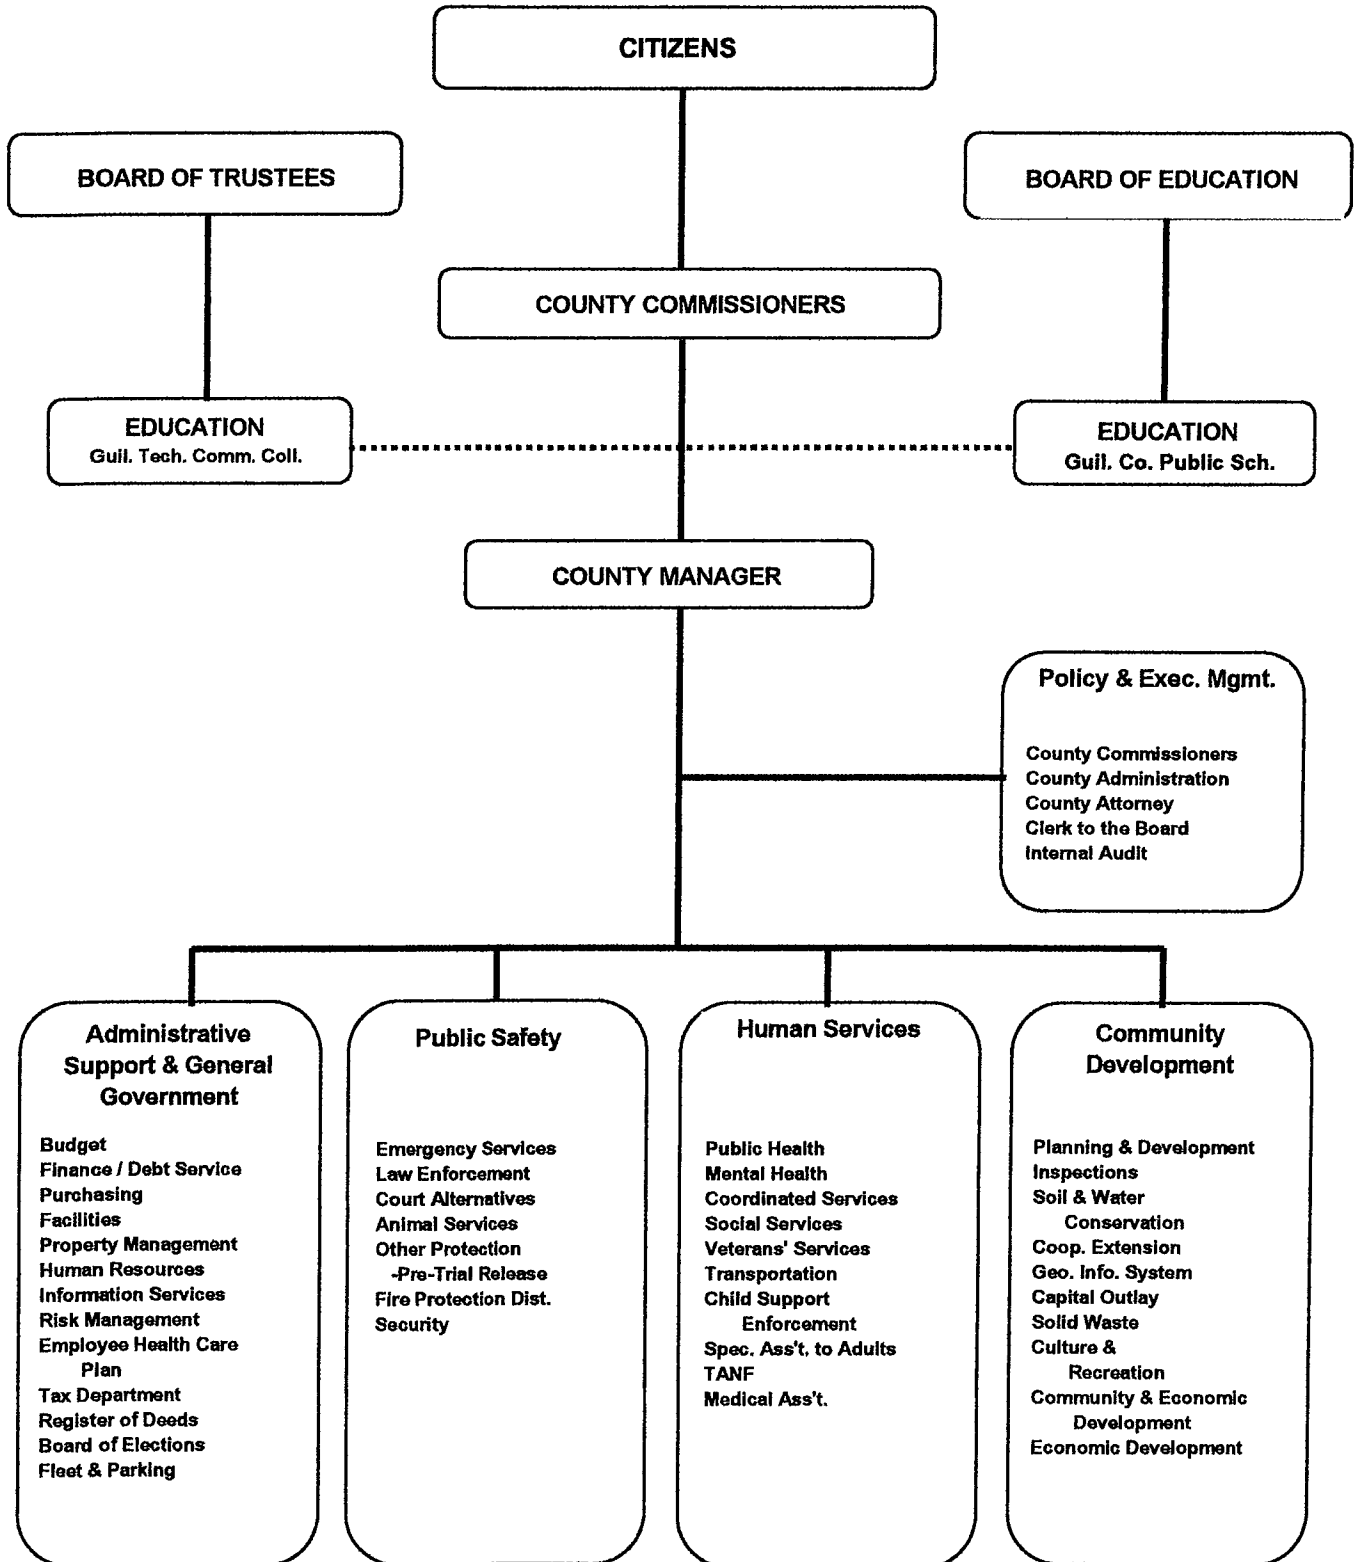 CITIZENS
BOARD OF TRUSTEES
BOARD OF EDUCATION
COUNTY COMMISSIONERS
EDUCATION
Guil. Tech. Comm. Coll.
EDUCATION
Guil. Co. Public Sch.
COUNTY MANAGER
Policy & Exec. Mgmt.
County Commissioners
County Administration
County Attorney
Clerk to the Board
Internal Audit
Administrative
Support & General
Government
Budget
Finance / Debt Service
Purchasing
Facilities
Property Management
Human Resources
Information Services
Risk Management
Employee Health Care
Plan
Tax Department
Register of Deeds
Board of Elections
Fleet & Parking
Public Safety
Emergency Services
Law Enforcement
Court Alternatives
Animal Services
Other Protection
-Pre-Trial Release
Fire Protection Dist.
Security
Human Services
Public Health
Mental Health
Coordinated Services
Social Services
Veterans' Services
Transportation
Child Support
Enforcement
Spec. Ass't. to Adults
TANF
Medical Ass't.
Community
Development
Planning & Development
Inspections
Soil & Water
Conservation
Coop. Extension
Geo. Info. System
Capital Outlay
Solid Waste
Culture &
Recreation
Community & Economic
Development
Economic Development